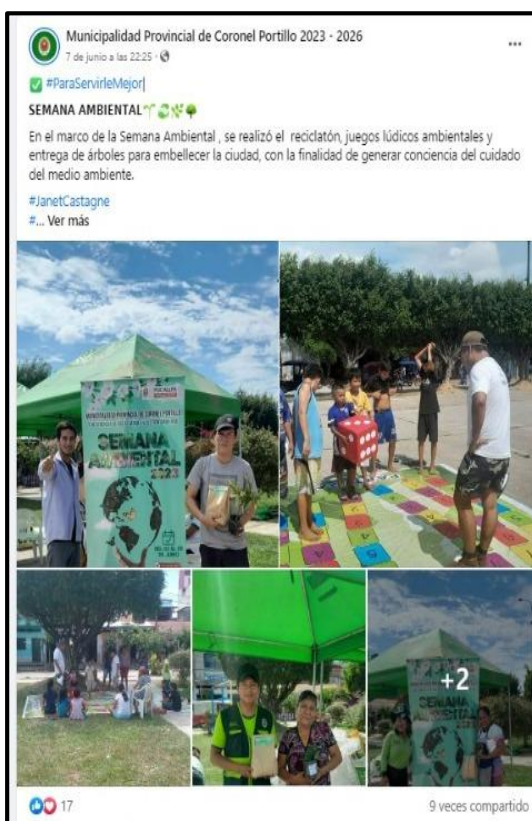 Municipalidad Provincial de Coronel Portillo 2023 - 2026
7 de junio a las 22:25 ·
#ParaServirleMejor|
SEMANA AMBIENTAL
En el marco de la Semana Ambiental , se realizó el reciclatón, juegos lúdicos ambientales y
entrega de árboles para embellecer la ciudad, con la finalidad de generar conciencia del cuidado
del medio ambiente.
#JanetCastagne
#... Ver más
SEMANA
AMBIENTAL
2023
+2
SEMANA
AMBIENTAL
17
9 veces compartido